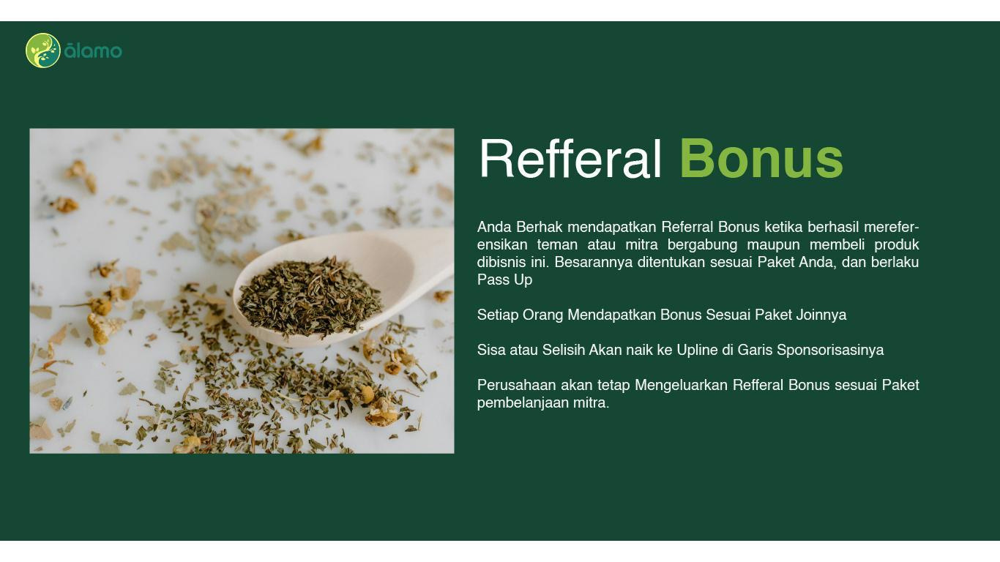 ālamo
Refferal Bonus
Anda Berhak mendapatkan Referral Bonus ketika berhasil merefer-
ensikan teman atau mitra bergabung maupun membeli produk
dibisnis ini. Besarannya ditentukan sesuai Paket Anda, dan berlaku
Pass Up
Setiap Orang Mendapatkan Bonus Sesuai Paket Joinnya
Sisa atau Selisih Akan naik ke Upline di Garis Sponsorisasinya
Perusahaan akan tetap Mengeluarkan Refferal Bonus sesuai Paket
pembelanjaan mitra.